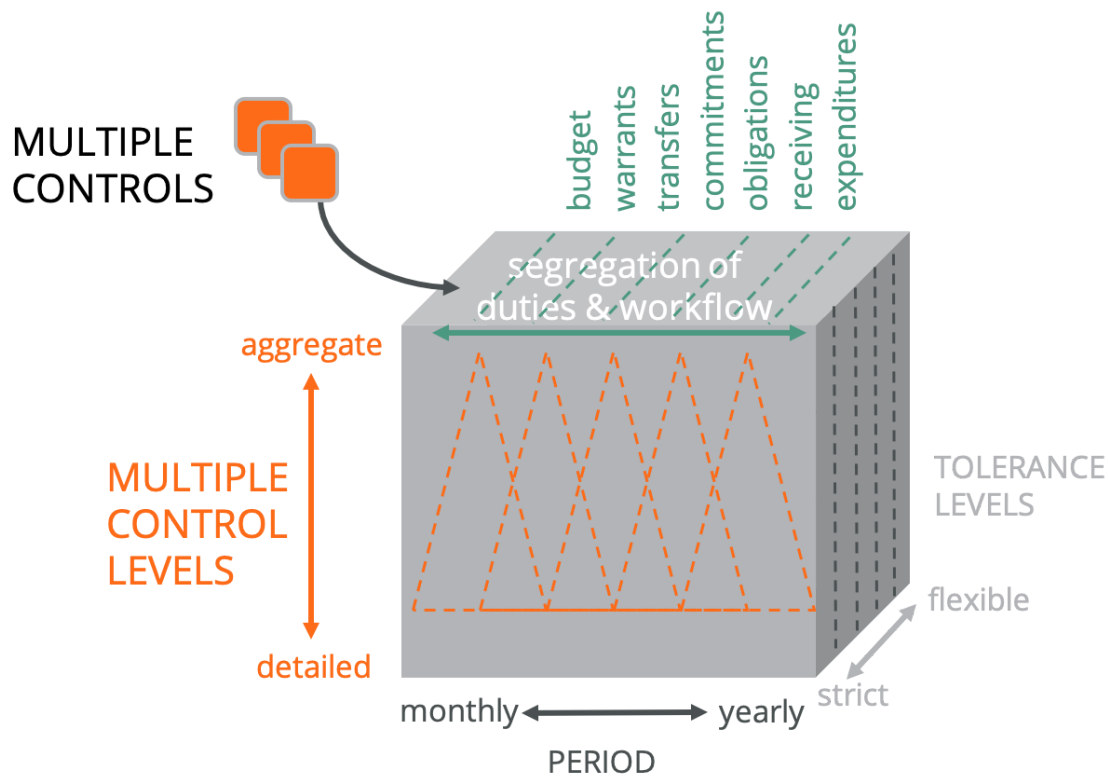 MULTIPLE
CONTROLS
budget
warrants
transfers
commitments
obligations
receiving
expenditures
segregation of
duties & workflow
aggregate
MULTIPLE
CONTROL
LEVELS
detailed
TOLERANCE
LEVELS
flexible
strict
monthly
yearly
PERIOD